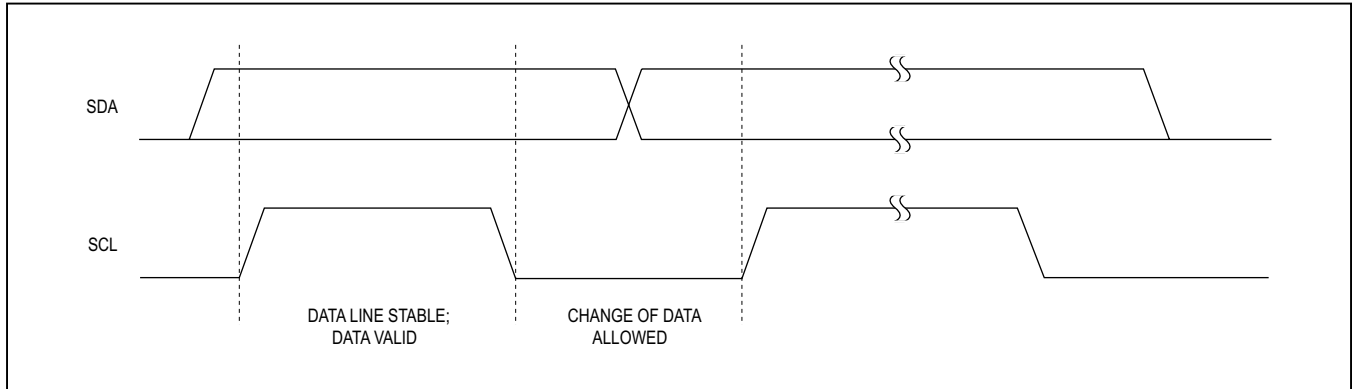 SDA
SCL
DATA LINE STABLE;
DATA VALID
CHANGE OF DATA
ALLOWED